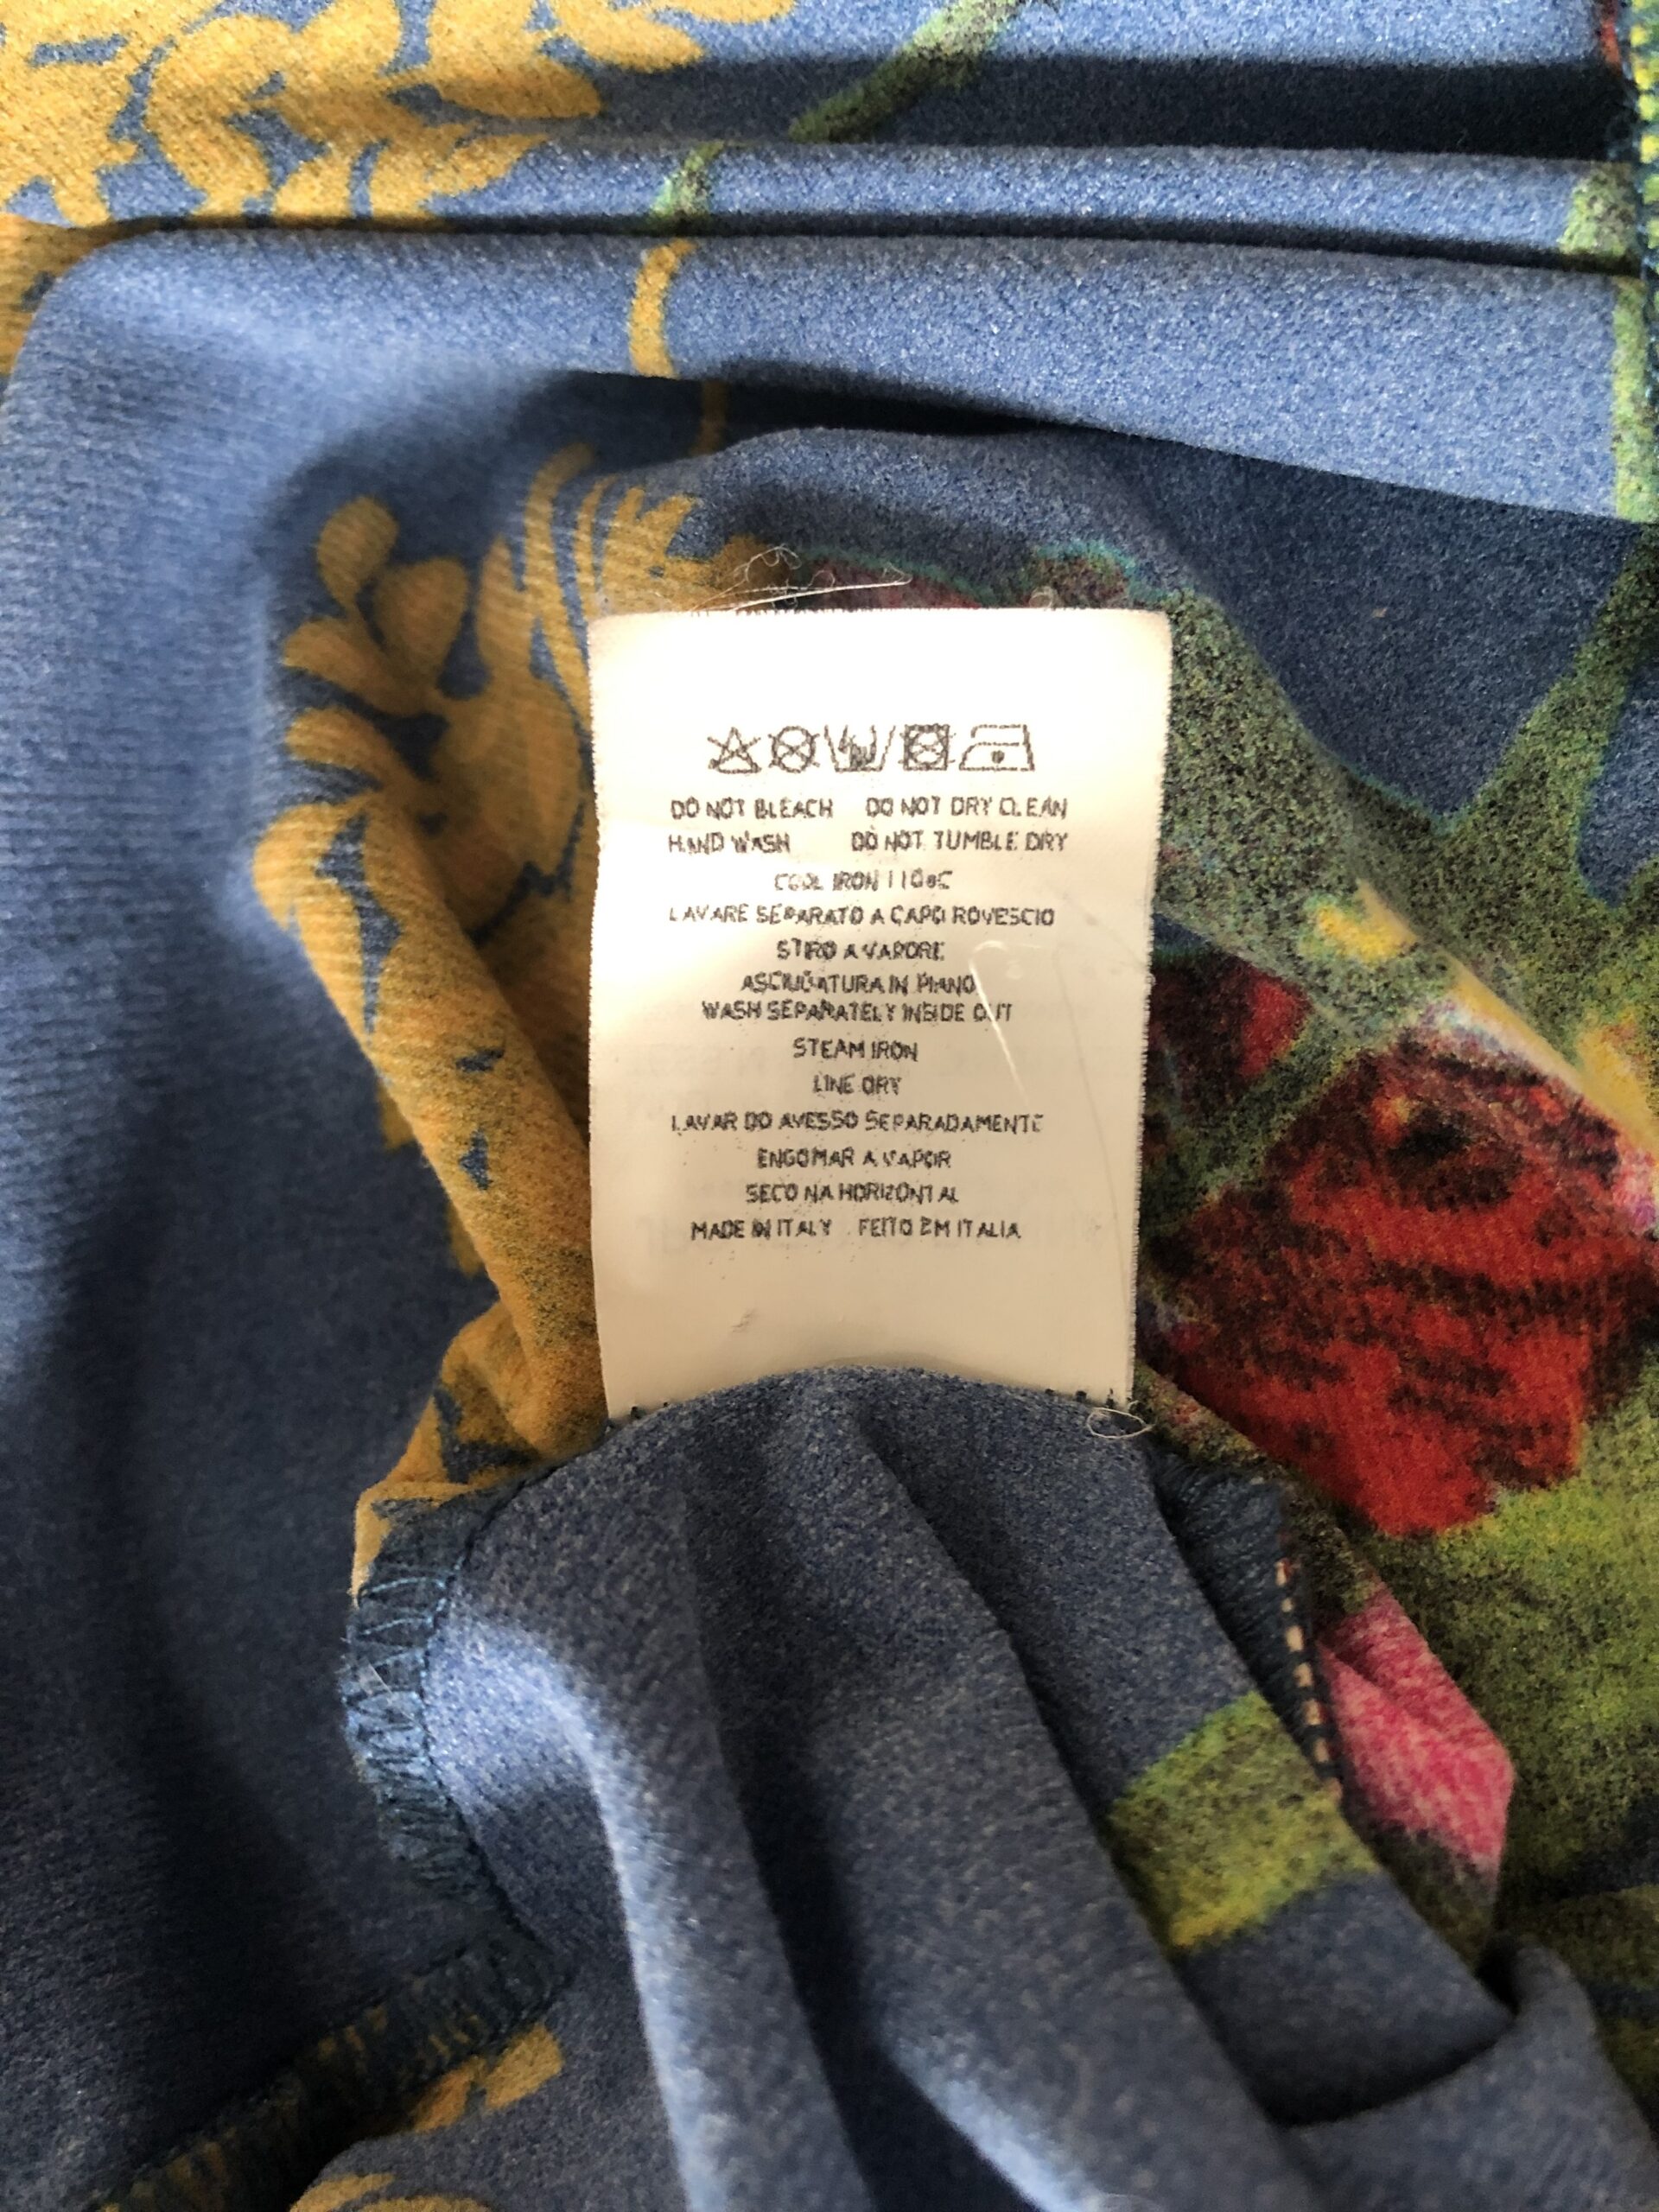 DO NOT BLEACH DO NOT DRY CLEAN
HAND WASH DO NOT TUMBLE DRY
COOL IRON 110°C
LAVARE SEPARATO A CAPO ROVESCIO
STIRO A VAPORE
ASCIUGATURA IN PIANO
WASH SEPARATELY INSIDE OUT
STEAM IRON
LINE DRY
LAVAR DO AVESSO SEPARADAMENTE
ENGOMAR A VAPOR
SECO NA HORIZONTAL
MADE IN ITALY FEITO EM ITALIA